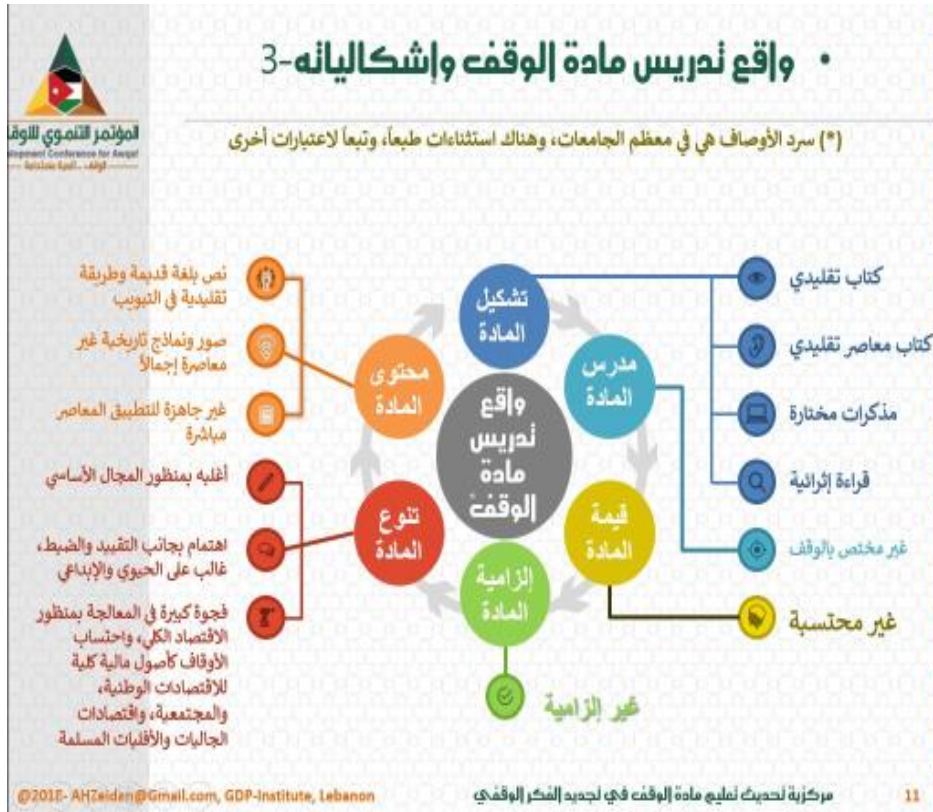 • واقع تدريس مادة الوقف وإشكالياته-3
المؤتمر التنموي للأوقا
elopment Conference for Awqaf
(*) سرد الأوصاف هي في معظم الجامعات، وهناك استثناءات طبعاً، وتبعاً لاعتبارات أخرى
كتاب تقليدي
كتاب معاصر تقليدي
مذكرات مختارة
قراءة إثرائية
غير مختص بالوقف
غير محتسبة
تشكيل
المادة
مدرس
المادة
قيمة
المادة
إلزامية
المادة
تنوع
المادة
محتوى
المادة
واقع
تدريس
مادة
الوقف
غير إلزامية
نص بلغة قديمة وطريقة
تقليدية في التبويب
صور ونماذج تاريخية غير
معاصرة إجمالاً
غير جاهزة للتطبيق المعاصر
مباشرة
أغلبه بمنظور المجال الأساسي
اهتمام بجانب التقييد والضبط،
غالب على الحيوي والإبداعي
فجوة كبيرة في المعالجة بمنظور
الاقتصاد الكلي، واحتساب
الأوقاف كأصول مالية كلية
للاقتصادات الوطنية،
والمجتمعية، واقتصادات
الجاليات والأقليات المسلمة
@2018- AHZeidan@Gmail.com, GDP-Institute, Lebanon
مركزية تحديث تعليم مادة الوقف في تجديد الفكر الوقفي
11